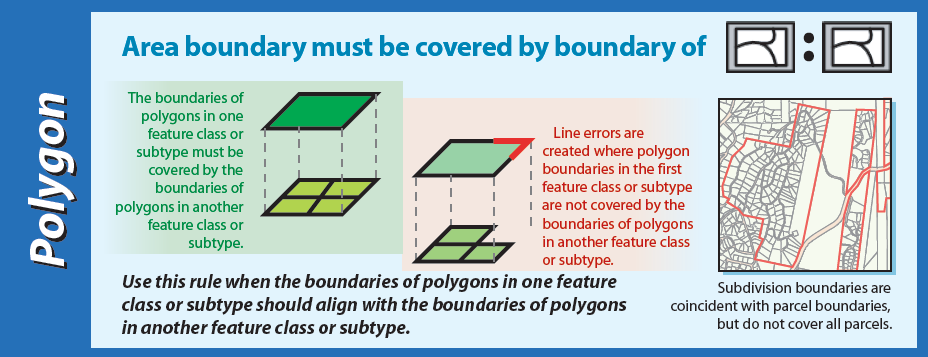 Polygon
Area boundary must be covered by boundary of
The boundaries of
polygons in one
feature class or
subtype must be
covered by the
boundaries of
polygons in another
feature class or
subtype.
Line errors are
created where polygon
boundaries in the first
feature class or subtype
are not covered by the
boundaries of polygons
in another feature class
or subtype.
Use this rule when the boundaries of polygons in one feature
class or subtype should align with the boundaries of polygons
in another feature class or subtype.
Subdivision boundaries are
coincident with parcel boundaries,
but do not cover all parcels.